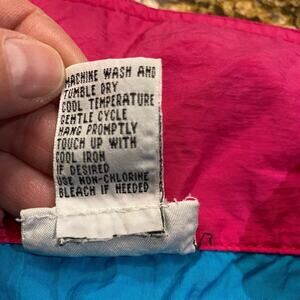 MACHINE WASH AND
TUMBLE DRY
COOL TEMPERATURE
GENTLE CYCLE
HANG PROMPTLY
TOUCH UP WITH
COOL IRON
IF DESIRED
USE NON-CHLORINE
BLEACH IF NEEDED